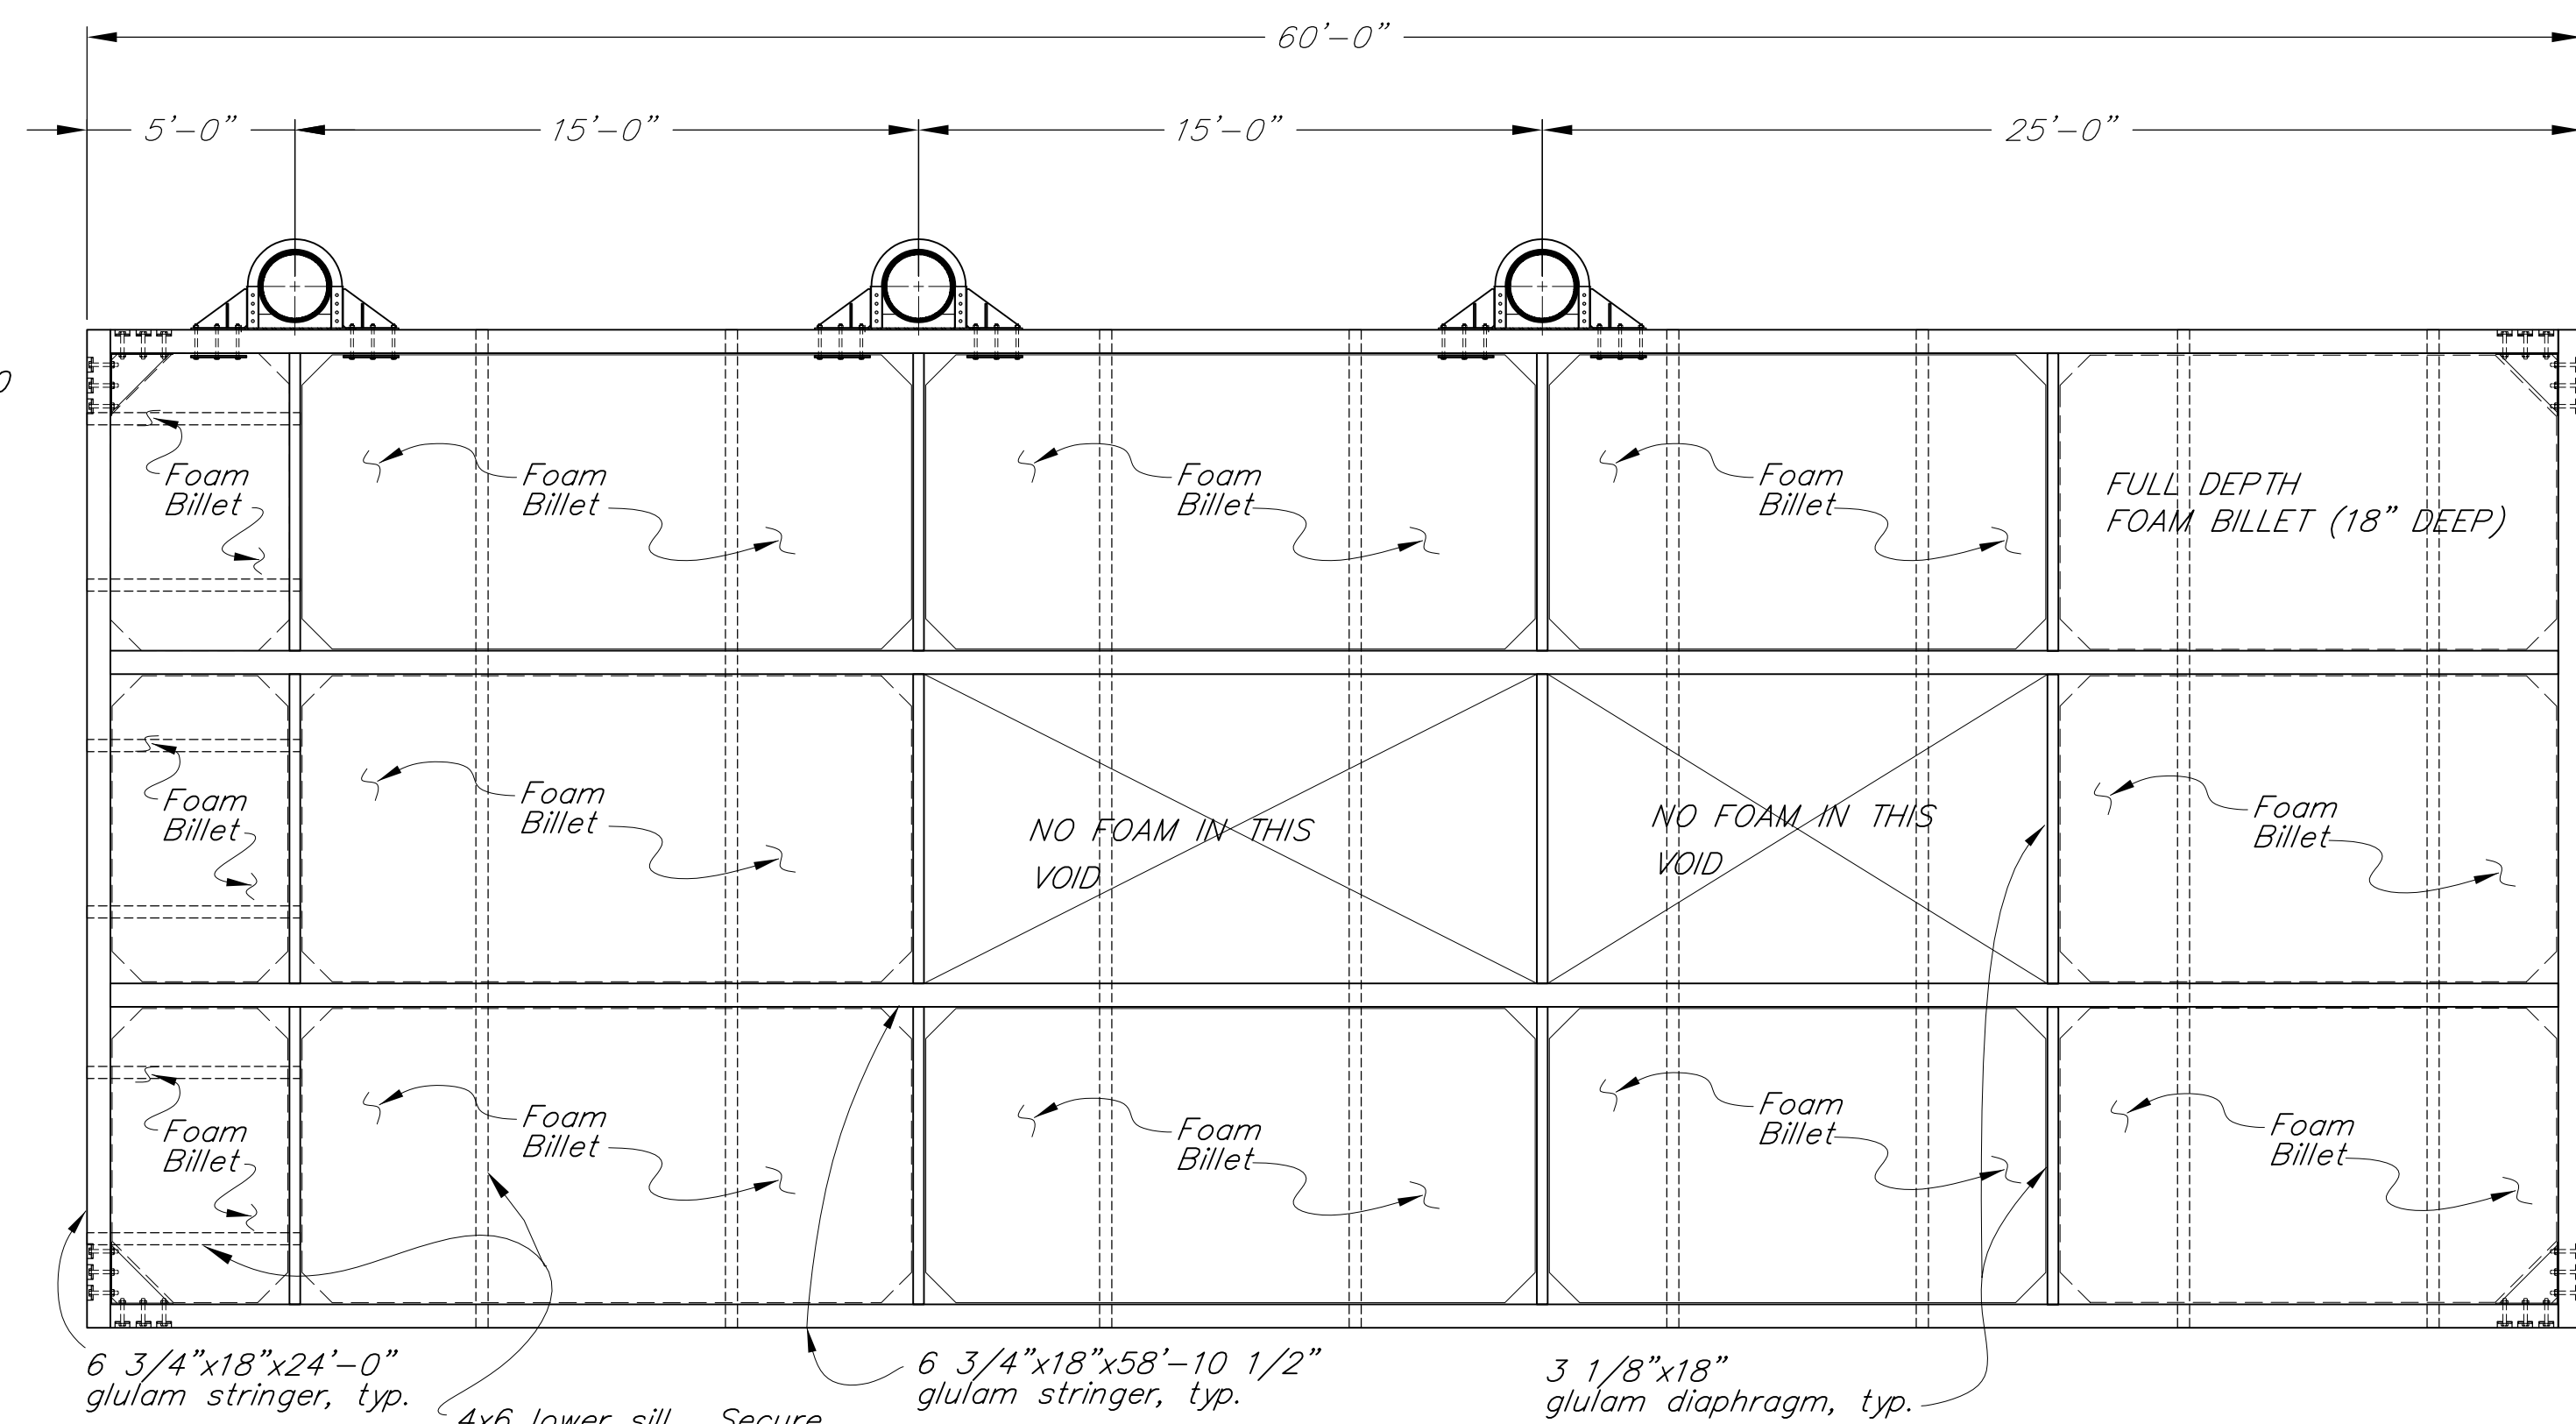 60'-0"
5'-0"
15'-0"
15'-0"
25'-0"
Foam
Billet
Foam
Billet
Foam
Billet
Foam
Billet
FULL DEPTH
FOAM BILLET (18" DEEP)
Foam
Billet
Foam
Billet
NO FOAM IN THIS
VOID
NO FOAM IN THIS
VOID
Foam
Billet
Foam
Billet
Foam
Billet
Foam
Billet
Foam
Billet
Foam
Billet
6 3/4"x18"x24'-0"
glulam stringer, typ.
4x6 lower sill. Secure
6 3/4"x18"x58'-10 1/2"
glulam stringer, typ.
3 1/8"x18"
glulam diaphragm, typ.